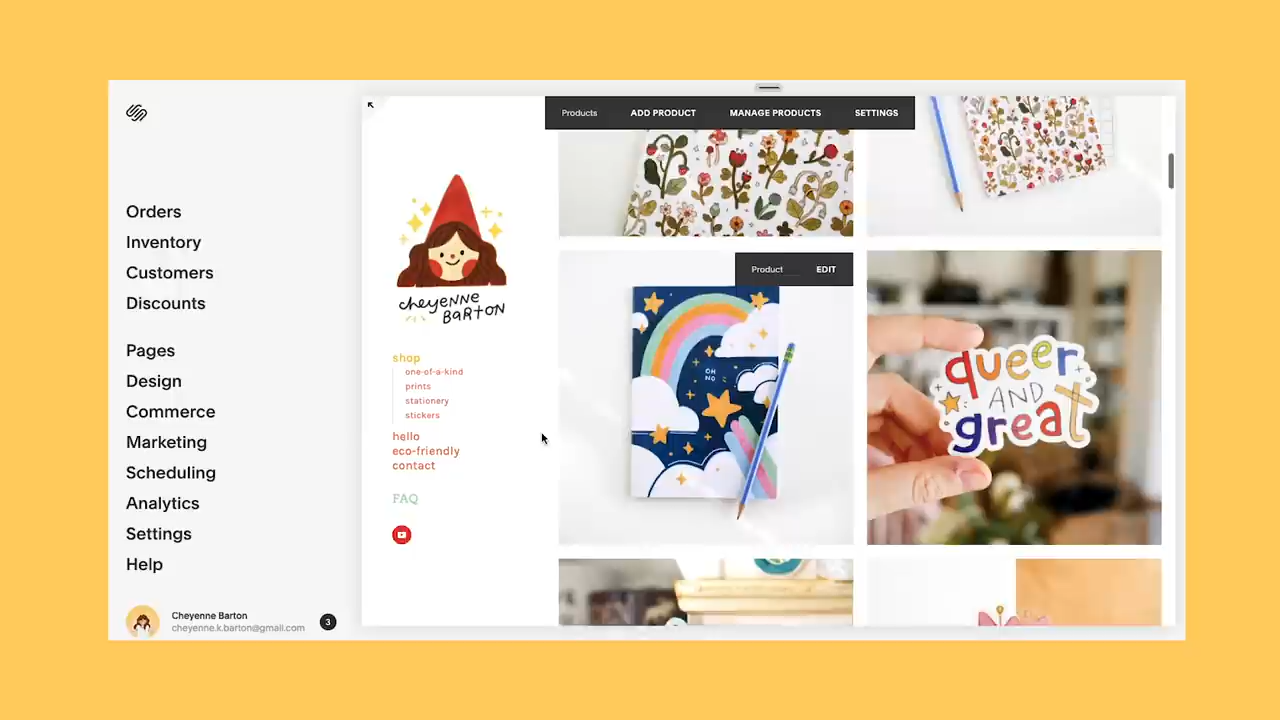 Orders
Inventory
Customers
Discounts
Pages
Design
Commerce
Marketing
Scheduling
Analytics
Settings
Help
Cheyenne Barton
cheyenne.k.barton@gmail.com
3
Products ADD PRODUCT MANAGE PRODUCTS SETTINGS
cheyenne
BARTON
shop
one-of-a-kind
prints
stationery
stickers
hello
eco-friendly
contact
FAQ
Product EDIT
OH
NO
queer
AND
great